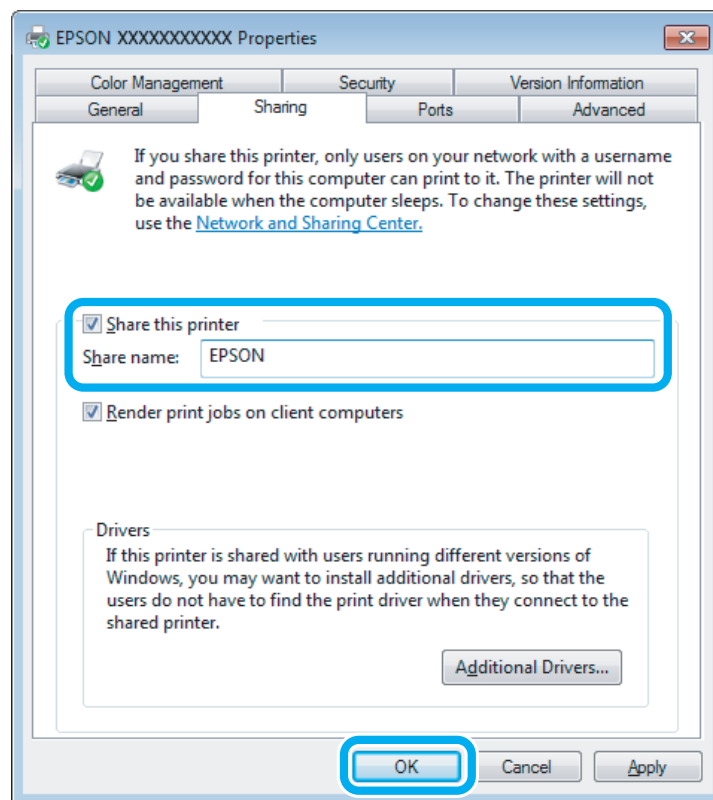 EPSON XXXXXXXXXXX Properties
Color Management Security Version Information
General Sharing Ports Advanced
If you share this printer, only users on your network with a username
and password for this computer can print to it. The printer will not
be available when the computer sleeps. To change these settings,
use the Network and Sharing Center.
Share this printer
Share name: EPSON
Render print jobs on client computers
Drivers
If this printer is shared with users running different versions of
Windows, you may want to install additional drivers, so that the
users do not have to find the print driver when they connect to the
shared printer.
Additional Drivers...
OK Cancel Apply